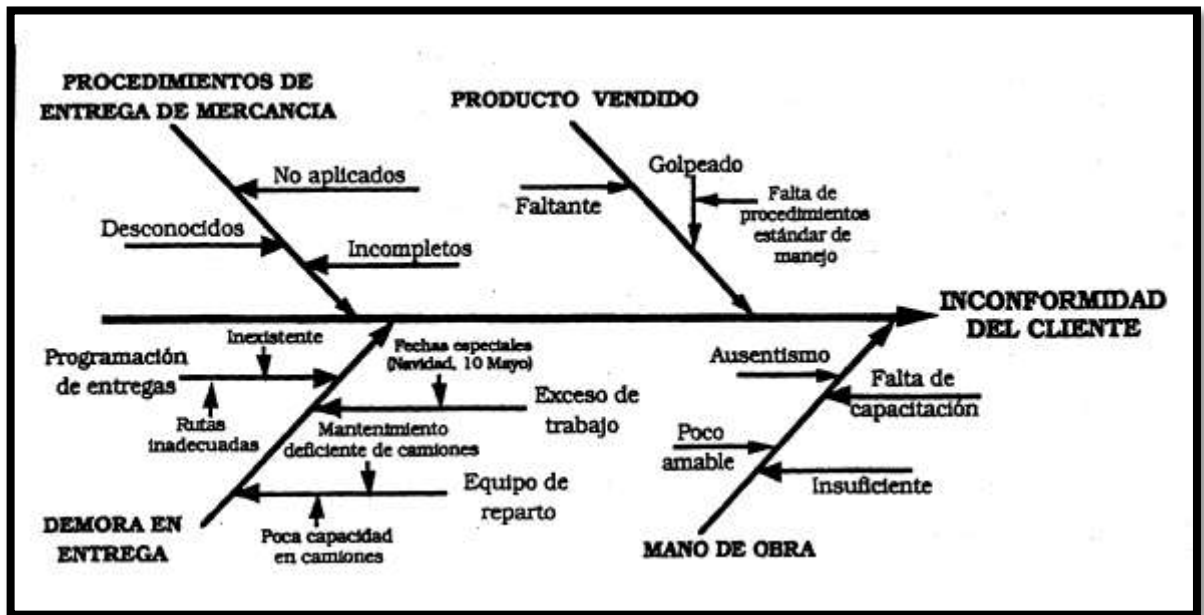 PROCEDIMIENTOS DE
ENTREGA DE MERCANCIA
No aplicados
Desconocidos
Incompletos
PRODUCTO VENDIDO
Golpeado
Faltante
Falta de
procedimientos
estándar de
manejo
INCONFORMIDAD
DEL CLIENTE
Inexistente
Programación
de entregas
Rutas
inadecuadas
Fechas especiales
(Navidad, 10 Mayo)
Exceso de
trabajo
Mantenimiento
deficiente de camiones
Equipo de
reparto
Poca capacidad
en camiones
DEMORA EN
ENTREGA
Ausentismo
Falta de
capacitación
Poco
amable
Insuficiente
MANO DE OBRA